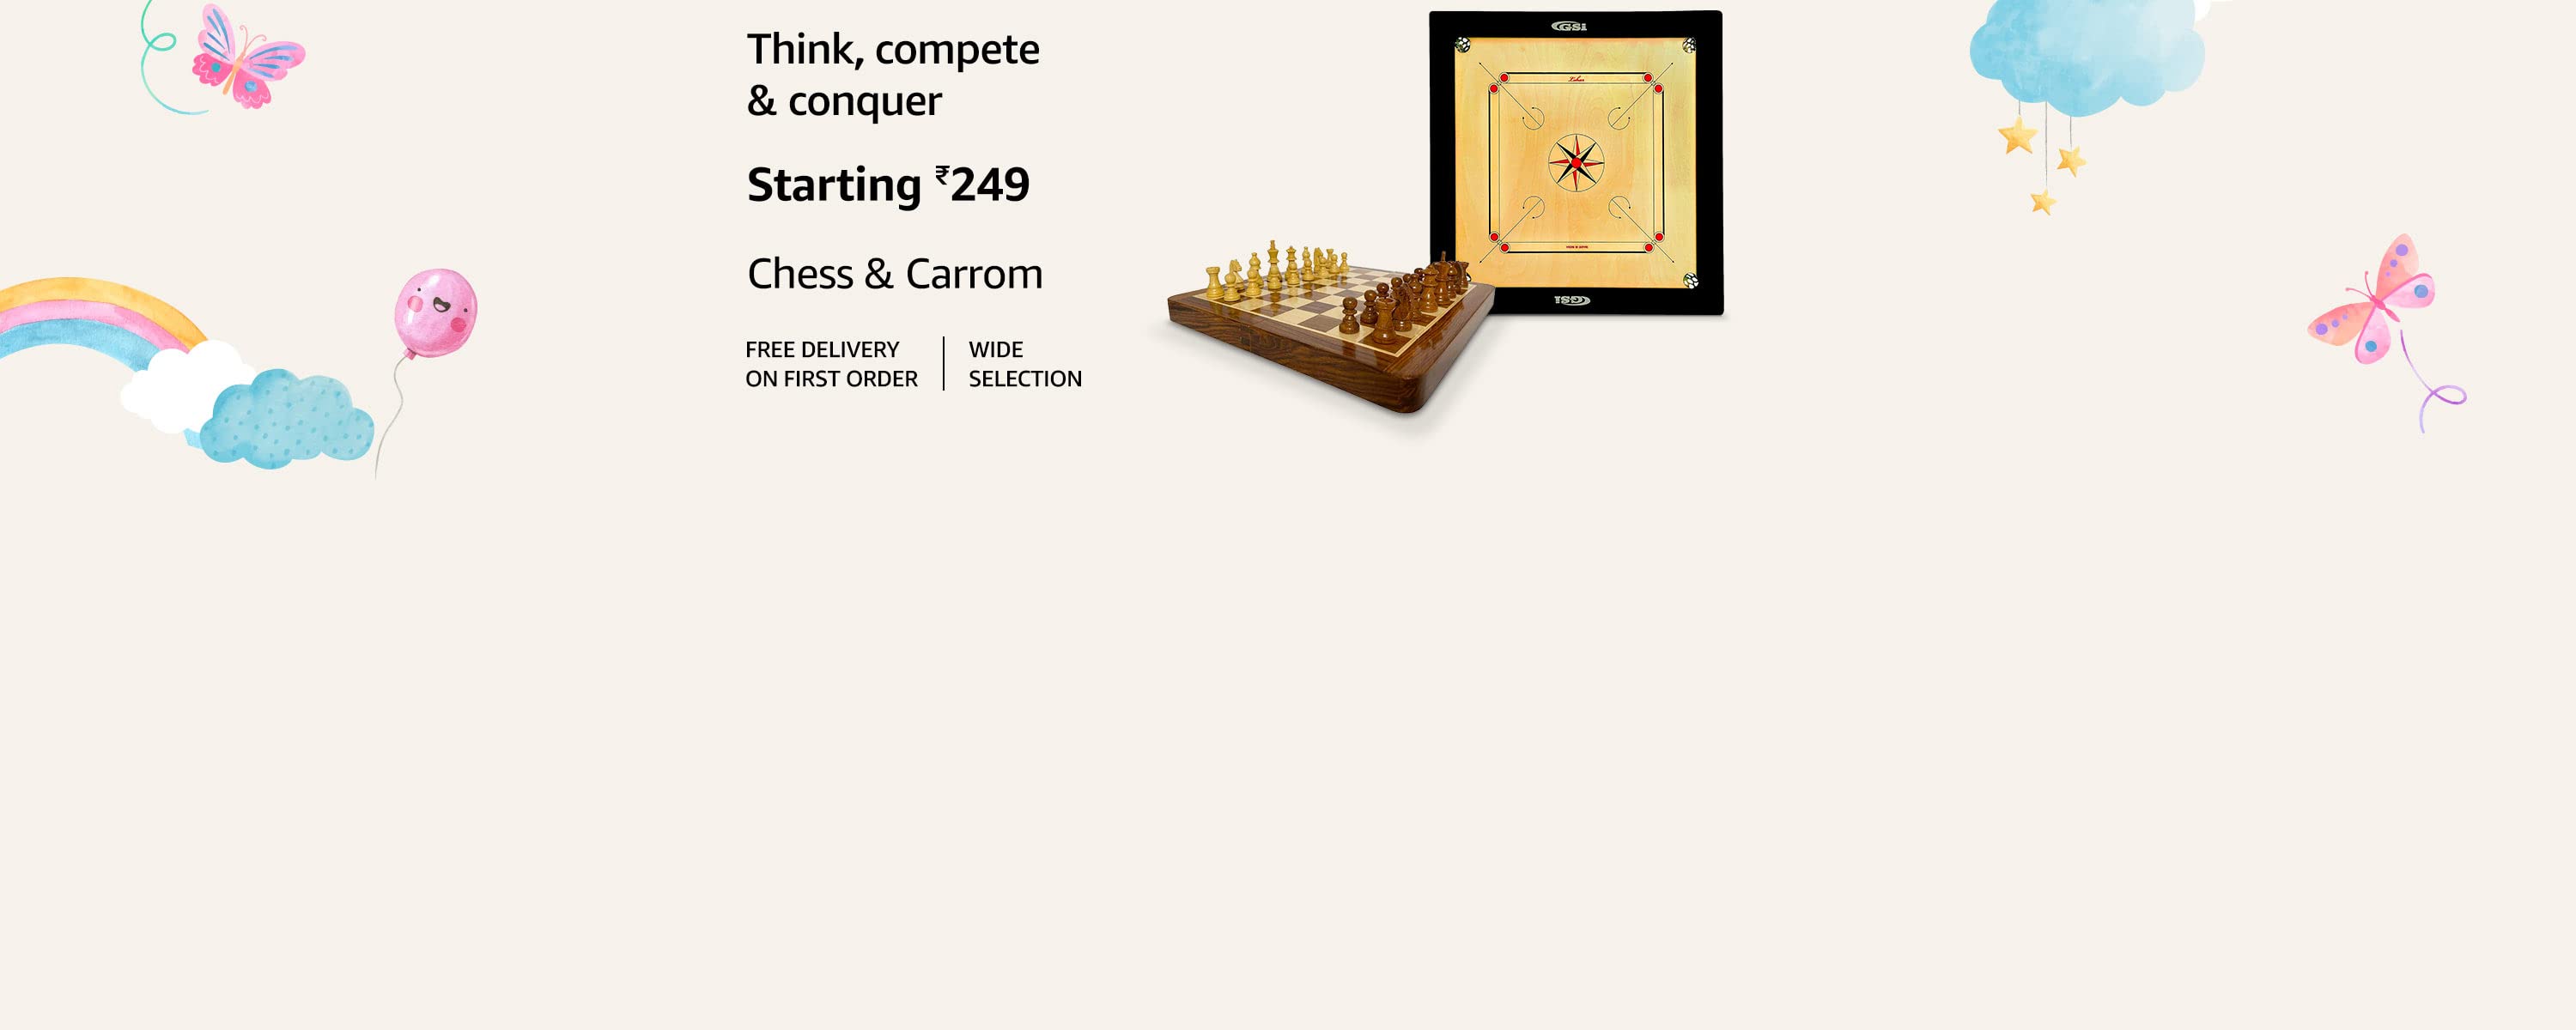 Think, compete
& conquer
Starting ₹249
Chess & Carrom
FREE DELIVERY
ON FIRST ORDER
WIDE
SELECTION
GSi
GSi